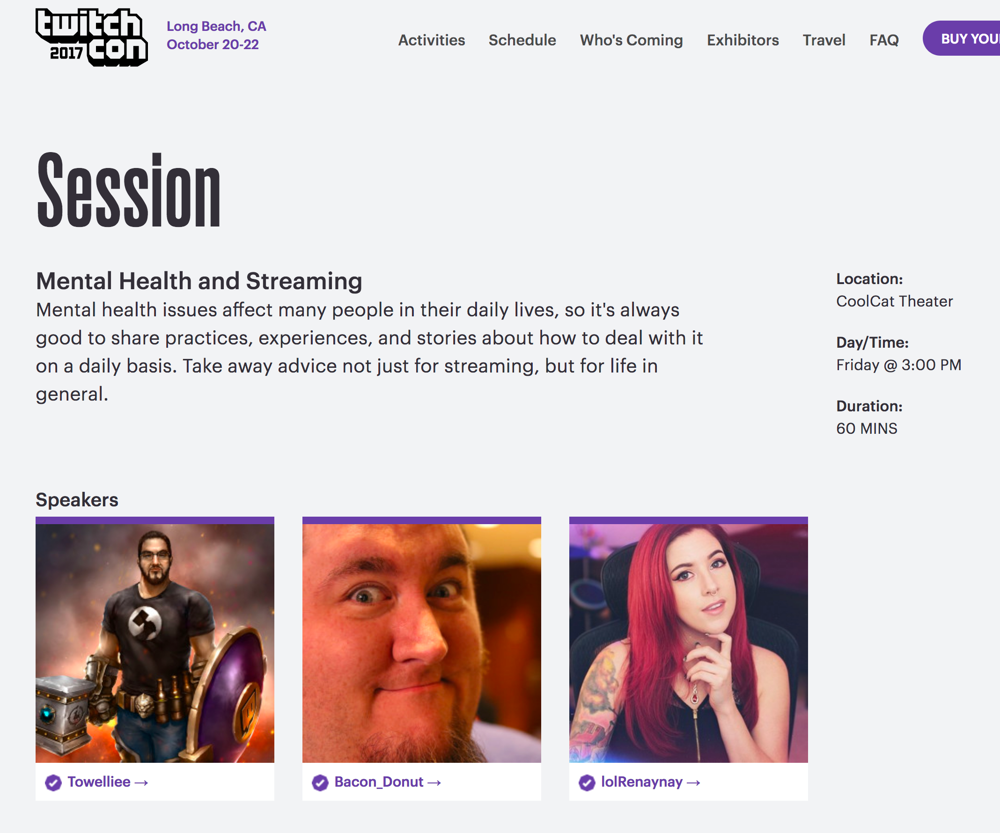 twitch
con
2017
Long Beach, CA
October 20-22
Activities Schedule Who's Coming Exhibitors Travel FAQ BUY YOU
Session
Mental Health and Streaming
Mental health issues affect many people in their daily lives, so it's always
good to share practices, experiences, and stories about how to deal with it
on a daily basis. Take away advice not just for streaming, but for life in
general.
Location:
CoolCat Theater
Day/Time:
Friday @ 3:00 PM
Duration:
60 MINS
Speakers
Towelliee →
Bacon_Donut →
lolRenaynay →